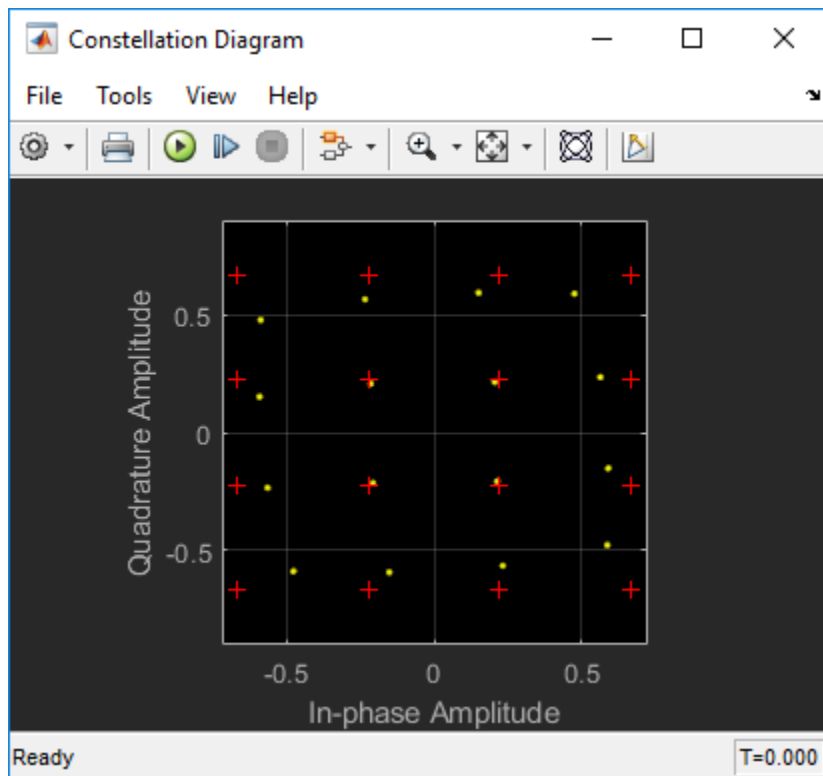 Constellation Diagram
File Tools View Help
Quadrature Amplitude
0.5
0
-0.5
-0.5 0 0.5
In-phase Amplitude
Ready T=0.000